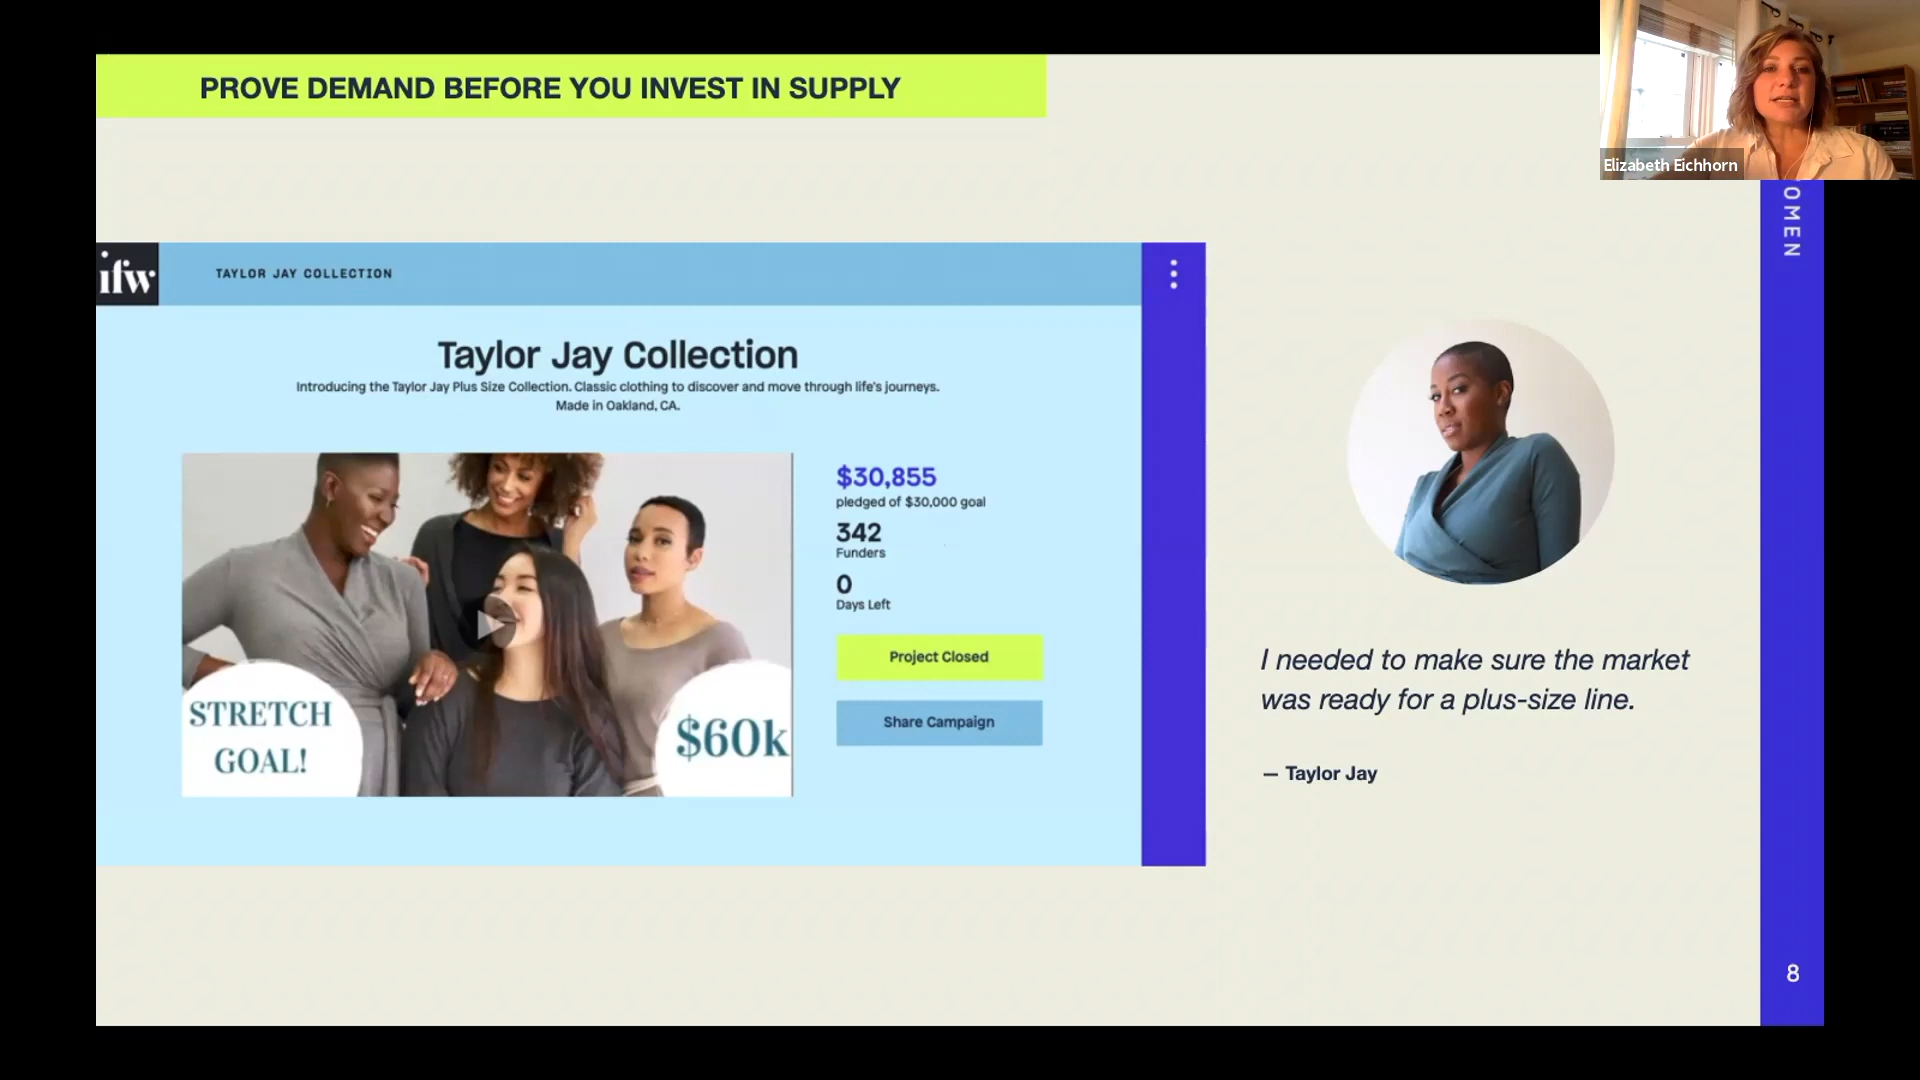 PROVE DEMAND BEFORE YOU INVEST IN SUPPLY
Elizabeth Eichhorn
OMEN
ifw
TAYLOR JAY COLLECTION
Taylor Jay Collection
Introducing the Taylor Jay Plus Size Collection. Classic clothing to discover and move through life's journeys.
Made in Oakland, CA.
$30,855
pledged of $30,000 goal
342
Funders
0
Days Left
Project Closed
Share Campaign
STRETCH
GOAL!
$60k
I needed to make sure the market
was ready for a plus-size line.
— Taylor Jay
8